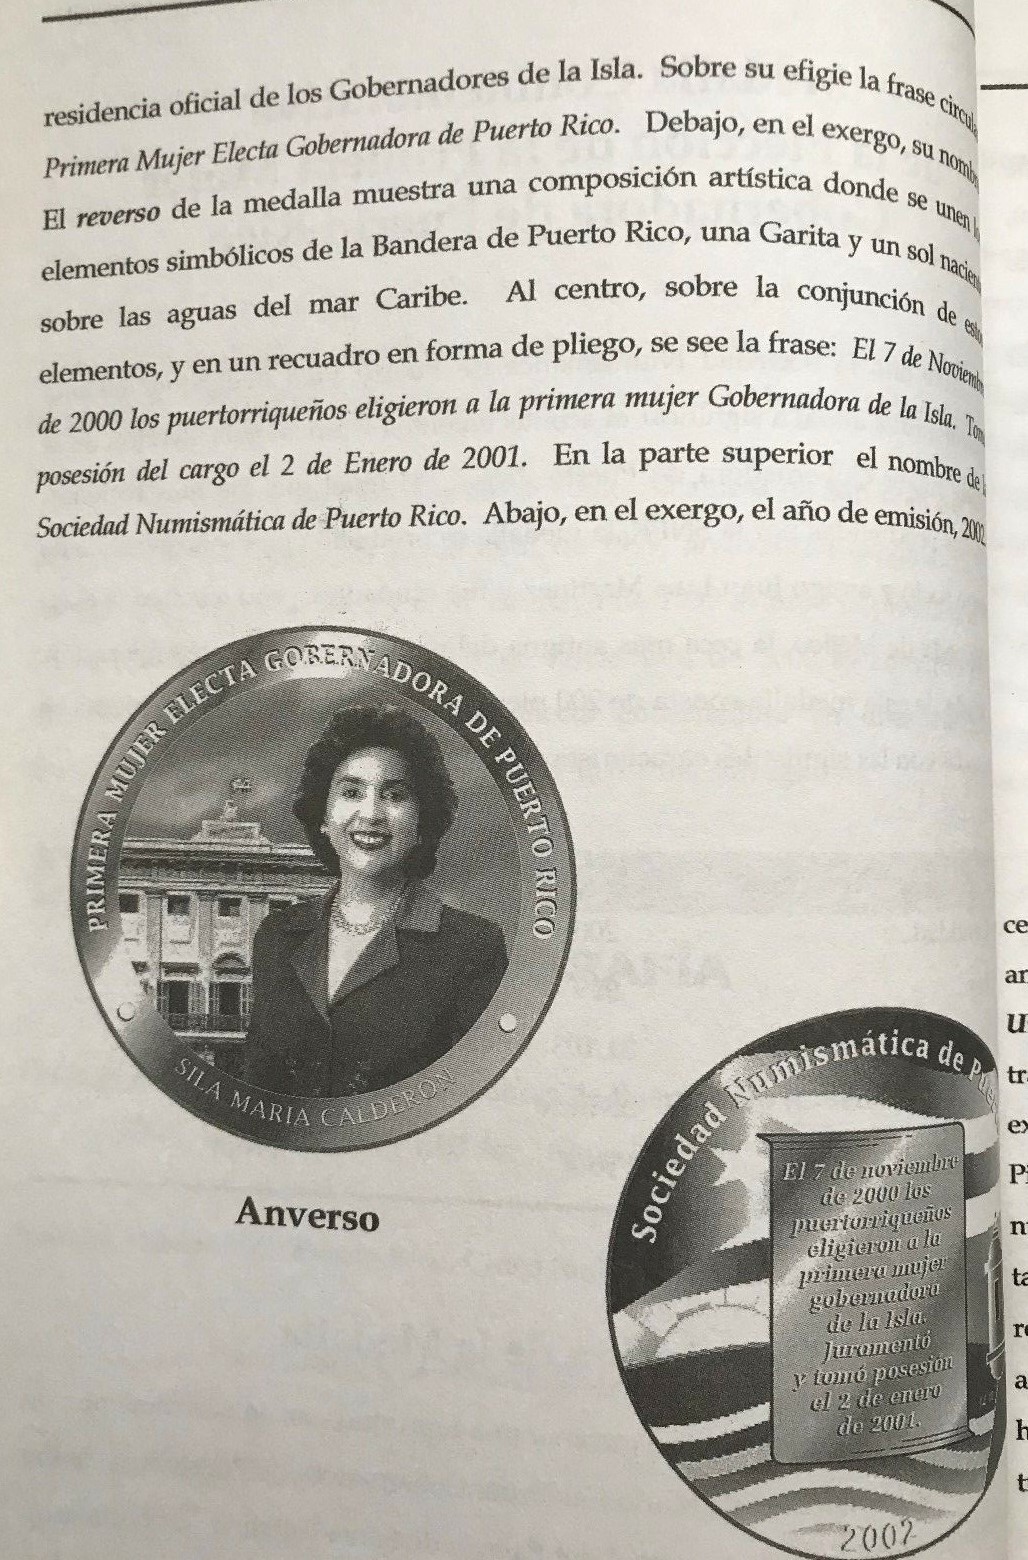 residencia oficial de los Gobernadores de la Isla. Sobre su efigie la frase
Primera Mujer Electa Gobernadora de Puerto Rico. Debajo, en el exergo, su
El reverso de la medalla muestra una composición artística donde se unen
elementos simbólicos de la Bandera de Puerto Rico, una Garita y un sol
sobre las aguas del mar Caribe. Al centro, sobre la conjunción de
elementos, y en un recuadro en forma de pliego, se see la frase: El 7 de
de 2000 los puertorriqueños eligieron a la primera mujer Gobernadora de la Isla.
posesión del cargo el 2 de Enero de 2001. En la parte superior el nombre de
Sociedad Numismática de Puerto Rico. Abajo, en el exergo, el año de emisión, 2002
PRIMERA MUJER ELECTA GOBERNADORA DE PUERTO RICO
SILA MARIA CALDERON
Anverso
Sociedad Numismática de
El 7 de noviembre
de 2000 los
puertorriqueños
eligieron a la
primera mujer
gobernadora
de la Isla.
Juramentó
y tomó posesión
el 2 de enero
de 2001.
2002